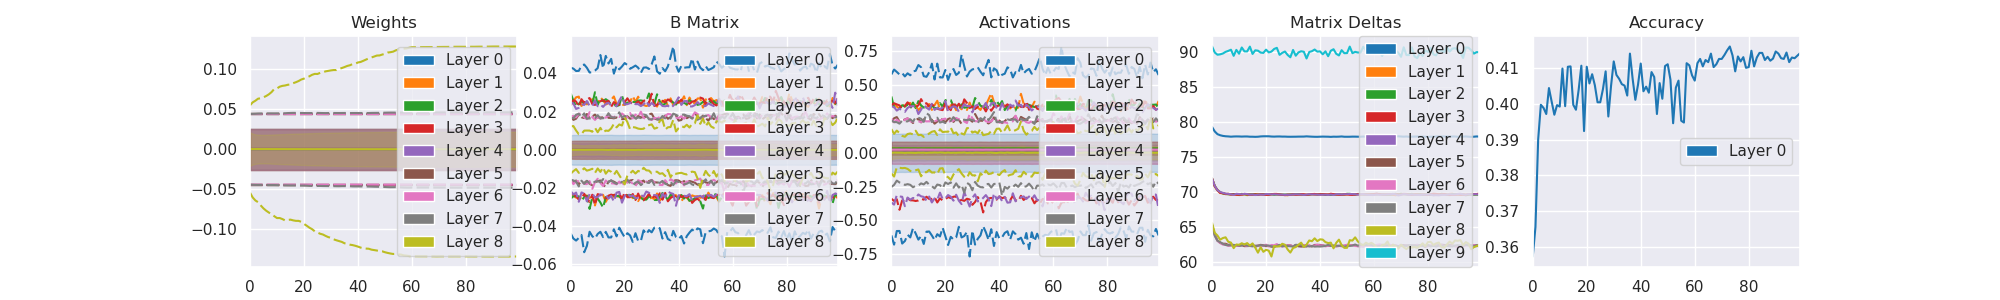 Weights
0.10
0.05
0.00
−0.05
−0.10
0 20 40 60 80
Layer 0
Layer 1
Layer 2
Layer 3
Layer 4
Layer 5
Layer 6
Layer 7
Layer 8
B Matrix
0.04
0.02
0.00
−0.02
−0.04
−0.06
0 20 40 60 80
Layer 0
Layer 1
Layer 2
Layer 3
Layer 4
Layer 5
Layer 6
Layer 7
Layer 8
Activations
0.75
0.50
0.25
0.00
−0.25
−0.50
−0.75
0 20 40 60 80
Layer 0
Layer 1
Layer 2
Layer 3
Layer 4
Layer 5
Layer 6
Layer 7
Layer 8
Matrix Deltas
90
85
80
75
70
65
60
0 20 40 60 80
Layer 0
Layer 1
Layer 2
Layer 3
Layer 4
Layer 5
Layer 6
Layer 7
Layer 8
Layer 9
Accuracy
0.41
0.40
0.39
0.38
0.37
0.36
0 20 40 60 80
Layer 0